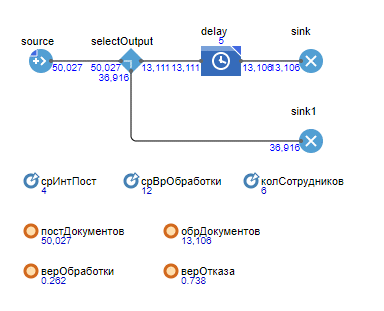 source
selectOutput
delay
sink
5
50,027
50,027
13,111
13,111
13,106
13,106
36,916
sink1
36,916
срИнтПост
4
срВрОбработки
12
колСотрудников
6
постДокументов
50,027
обрДокументов
13,106
верОбработки
0.262
верОтказа
0.738